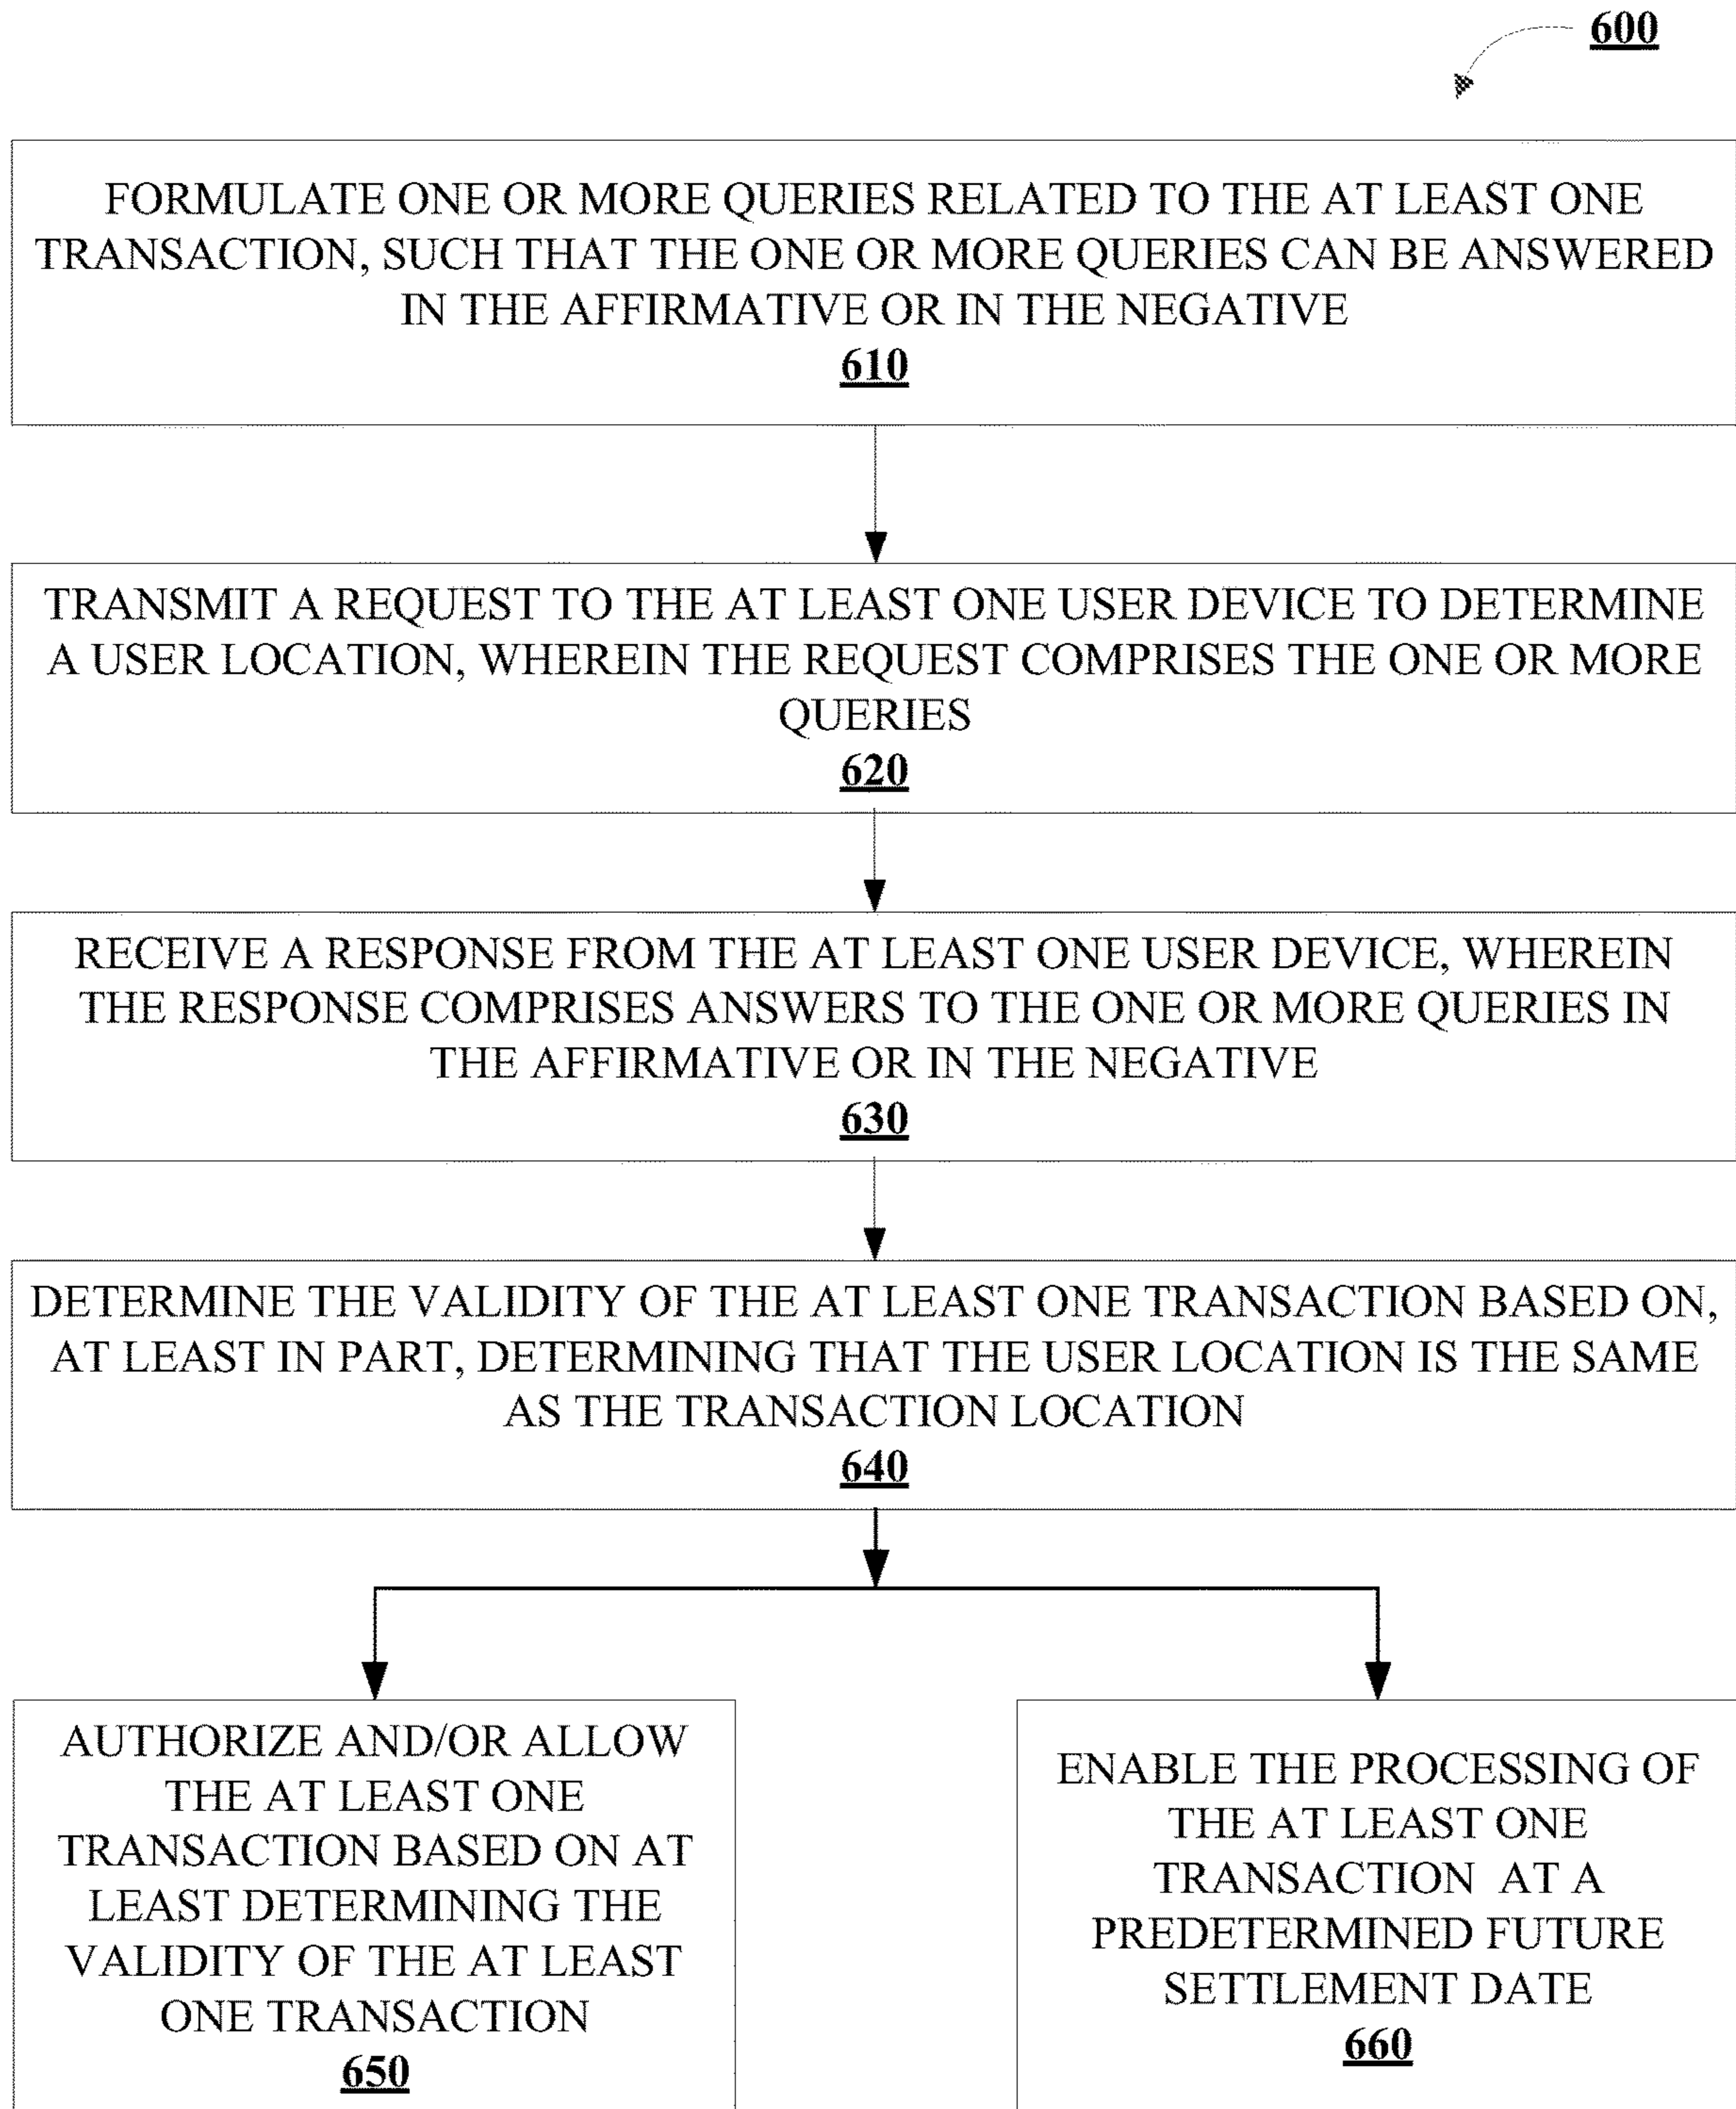 600
FORMULATE ONE OR MORE QUERIES RELATED TO THE AT LEAST ONE
TRANSACTION, SUCH THAT THE ONE OR MORE QUERIES CAN BE ANSWERED
IN THE AFFIRMATIVE OR IN THE NEGATIVE
610
TRANSMIT A REQUEST TO THE AT LEAST ONE USER DEVICE TO DETERMINE
A USER LOCATION, WHEREIN THE REQUEST COMPRISES THE ONE OR MORE
QUERIES
620
RECEIVE A RESPONSE FROM THE AT LEAST ONE USER DEVICE, WHEREIN
THE RESPONSE COMPRISES ANSWERS TO THE ONE OR MORE QUERIES IN
THE AFFIRMATIVE OR IN THE NEGATIVE
630
DETERMINE THE VALIDITY OF THE AT LEAST ONE TRANSACTION BASED ON,
AT LEAST IN PART, DETERMINING THAT THE USER LOCATION IS THE SAME
AS THE TRANSACTION LOCATION
640
AUTHORIZE AND/OR ALLOW
THE AT LEAST ONE
TRANSACTION BASED ON AT
LEAST DETERMINING THE
VALIDITY OF THE AT LEAST
ONE TRANSACTION
650
ENABLE THE PROCESSING OF
THE AT LEAST ONE
TRANSACTION AT A
PREDETERMINED FUTURE
SETTLEMENT DATE
660